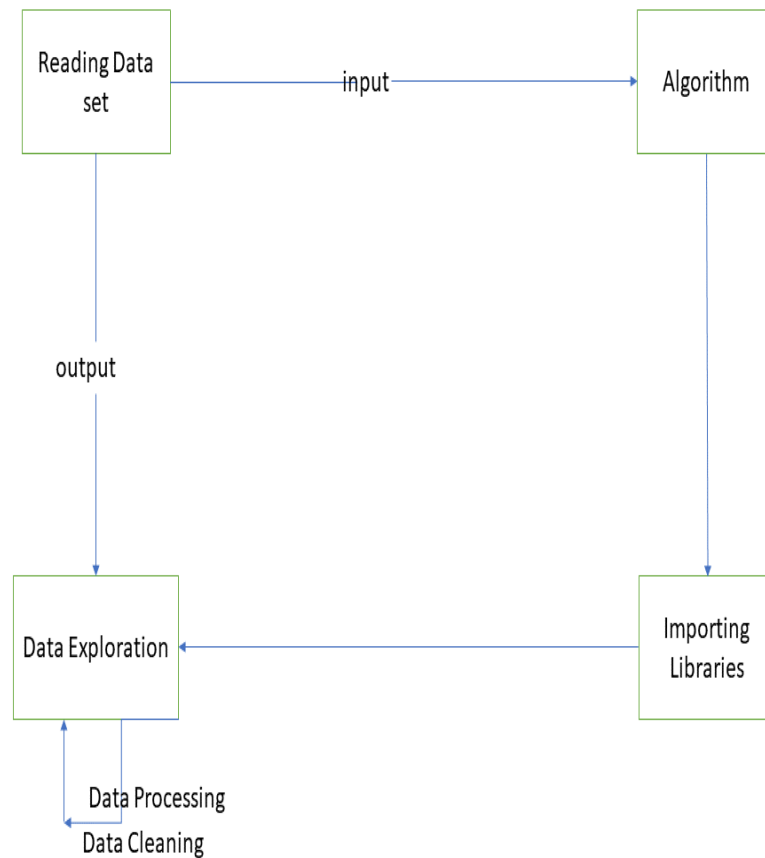 Reading Data
set
input
Algorithm
output
Data Exploration
Importing
Libraries
Data Processing
Data Cleaning